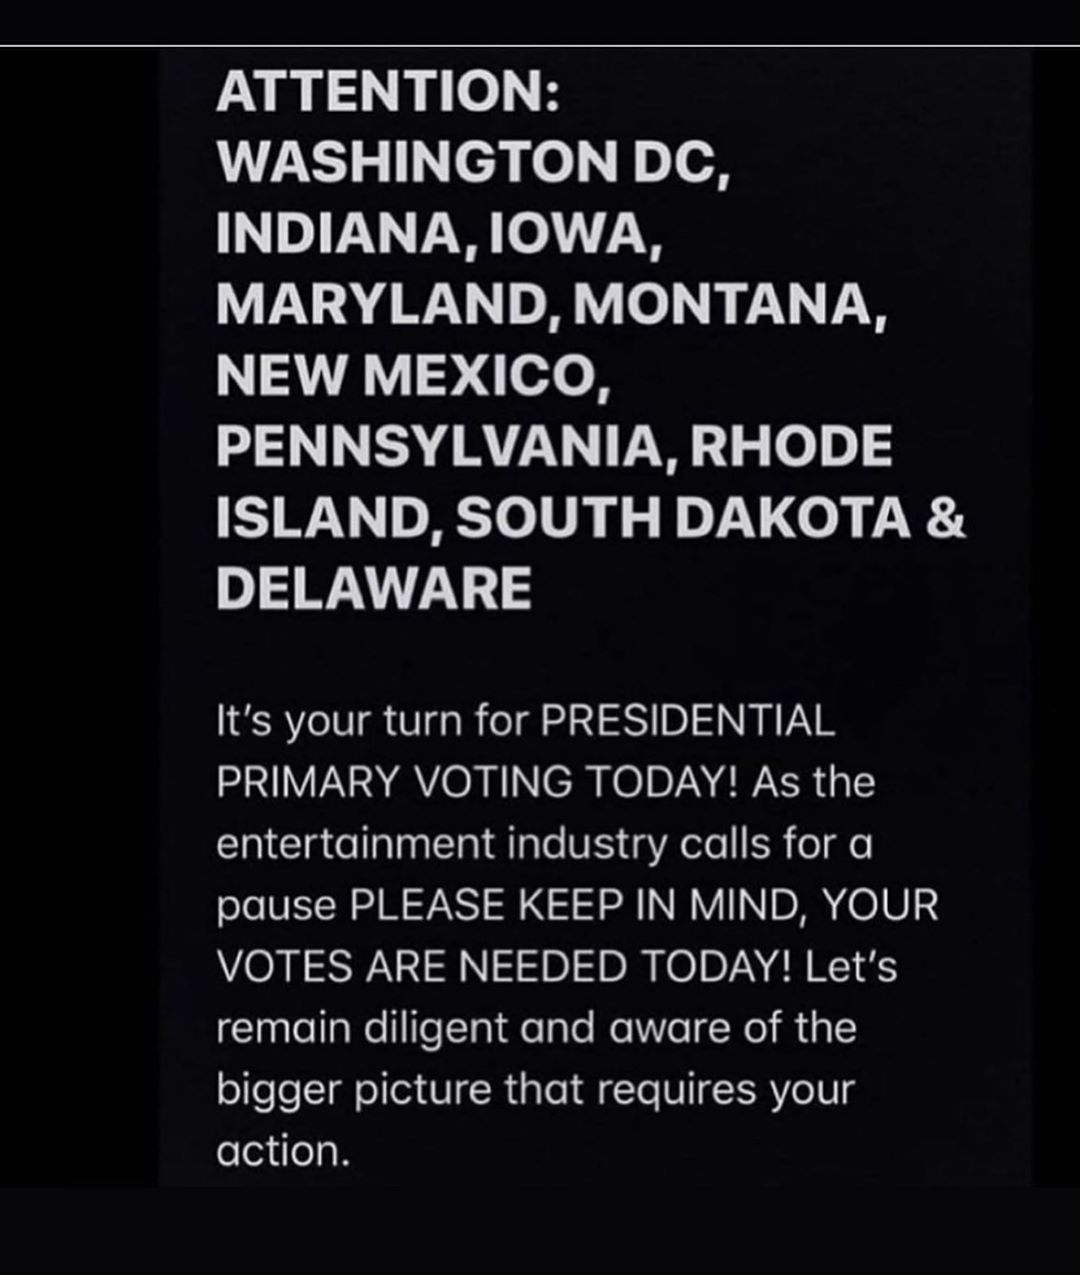 ATTENTION:
WASHINGTON DC,
INDIANA, IOWA,
MARYLAND, MONTANA,
NEW MEXICO,
PENNSYLVANIA, RHODE
ISLAND, SOUTH DAKOTA &
DELAWARE
It's your turn for PRESIDENTIAL
PRIMARY VOTING TODAY! As the
entertainment industry calls for a
pause PLEASE KEEP IN MIND, YOUR
VOTES ARE NEEDED TODAY! Let's
remain diligent and aware of the
bigger picture that requires your
action.